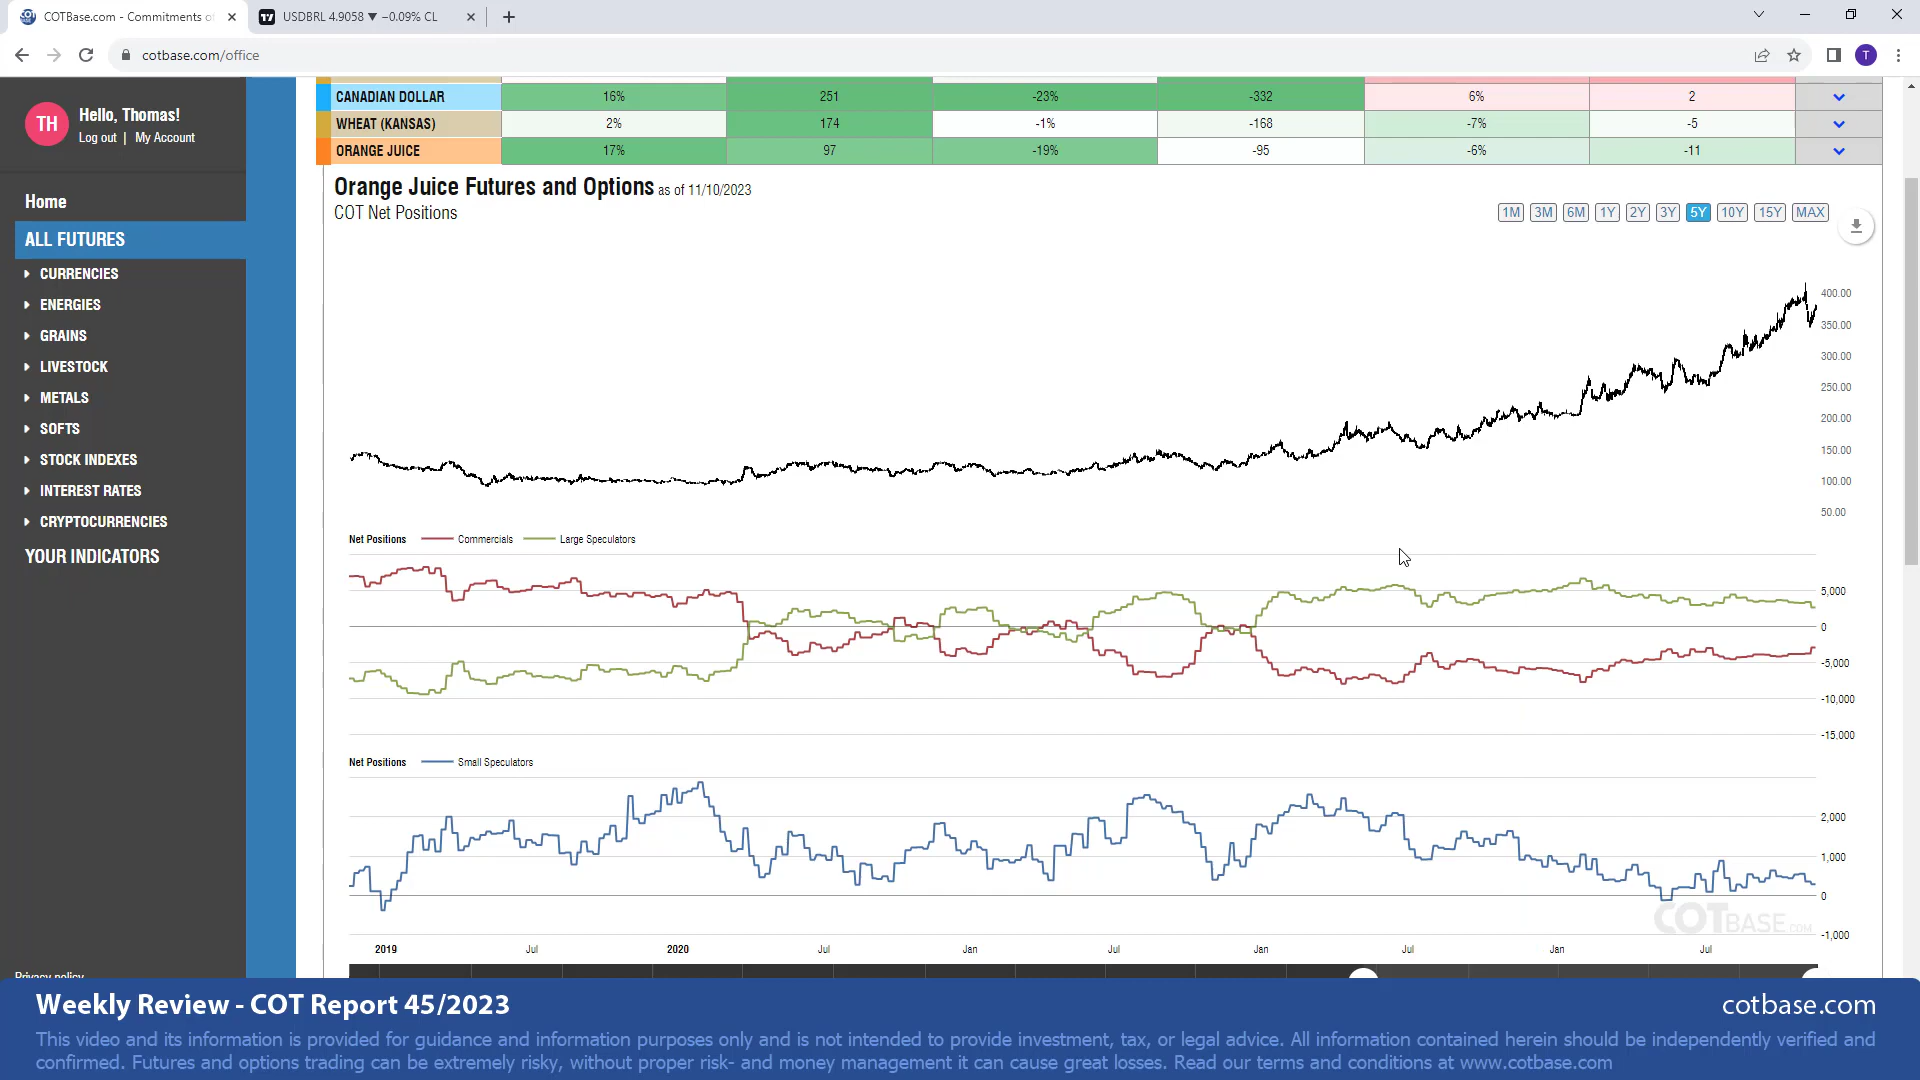 COTBase.com - Commitments of
USDBRL 4.9058 ▼ −0.09% CL
cotbase.com/office
T
TH
Hello, Thomas!
Log out | My Account
Home
ALL FUTURES
CURRENCIES
ENERGIES
GRAINS
LIVESTOCK
METALS
SOFTS
STOCK INDEXES
INTEREST RATES
CRYPTOCURRENCIES
YOUR INDICATORS
Privacy policy
CANADIAN DOLLAR 16% 251 -23% -332 6% 2
WHEAT (KANSAS) 2% 174 -1% -168 -7% -5
ORANGE JUICE 17% 97 -19% -95 -6% -11
Orange Juice Futures and Options as of 11/10/2023
COT Net Positions
1M 3M 6M 1Y 2Y 3Y 5Y 10Y 15Y MAX
400.00
350.00
300.00
250.00
200.00
150.00
100.00
50.00
Net Positions Commercials Large Speculators
5,000
0
-5,000
-10,000
-15,000
Net Positions Small Speculators
2,000
1,000
0
-1,000
COTBASE.COM
2019 Jul 2020 Jul Jan Jul Jan Jul Jan Jul
Weekly Review - COT Report 45/2023
cotbase.com
This video and its information is provided for guidance and information purposes only and is not intended to provide investment, tax, or legal advice. All information contained herein should be independently verified and
confirmed. Futures and options trading can be extremely risky, without proper risk- and money management it can cause great losses. Read our terms and conditions at www.cotbase.com